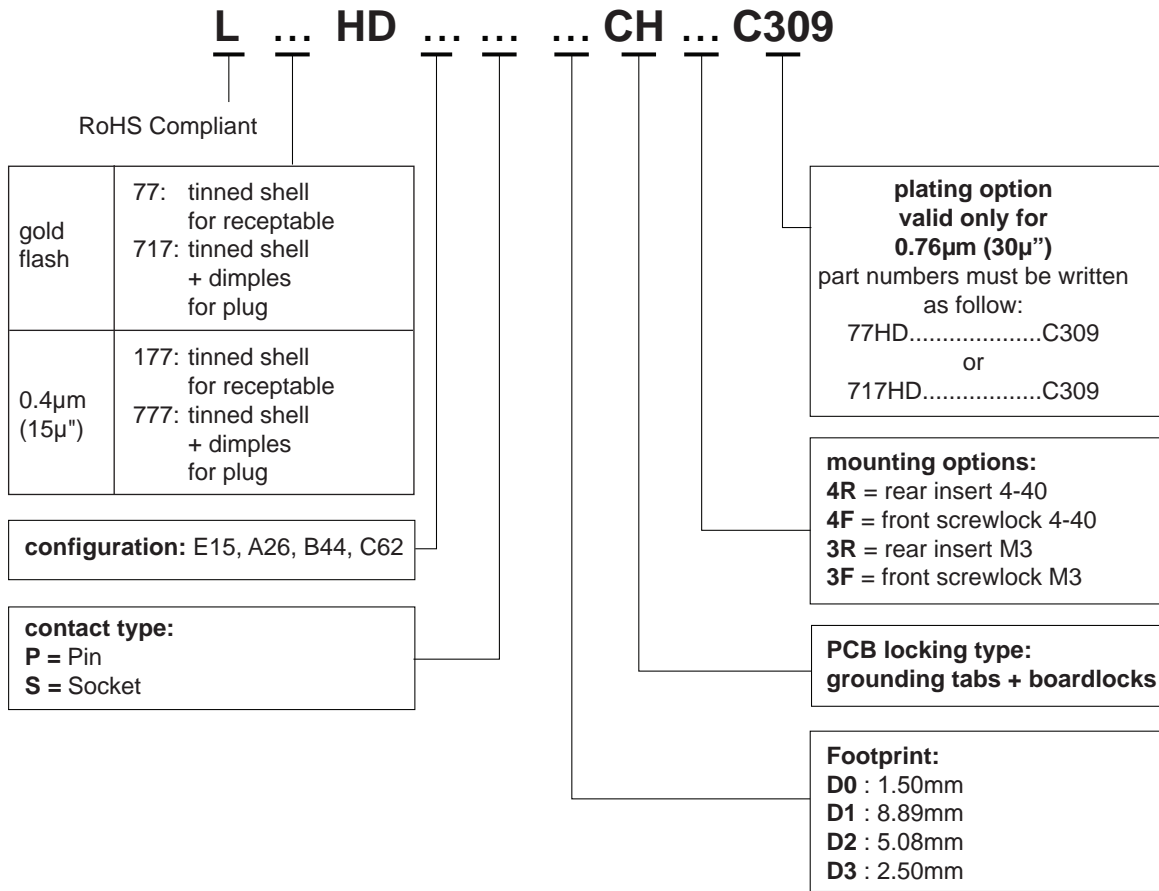 L ... HD ... ... ... CH ... C309
RoHS Compliant
gold
flash
77: tinned shell
for receptable
717: tinned shell
+ dimples
for plug
0.4µm
(15µ")
177: tinned shell
for receptable
777: tinned shell
+ dimples
for plug
configuration: E15, A26, B44, C62
contact type:
P = Pin
S = Socket
plating option
valid only for
0.76µm (30µ”)
part numbers must be written
as follow:
77HD....................C309
or
717HD..................C309
mounting options:
4R = rear insert 4-40
4F = front screwlock 4-40
3R = rear insert M3
3F = front screwlock M3
PCB locking type:
grounding tabs + boardlocks
Footprint:
D0 : 1.50mm
D1 : 8.89mm
D2 : 5.08mm
D3 : 2.50mm